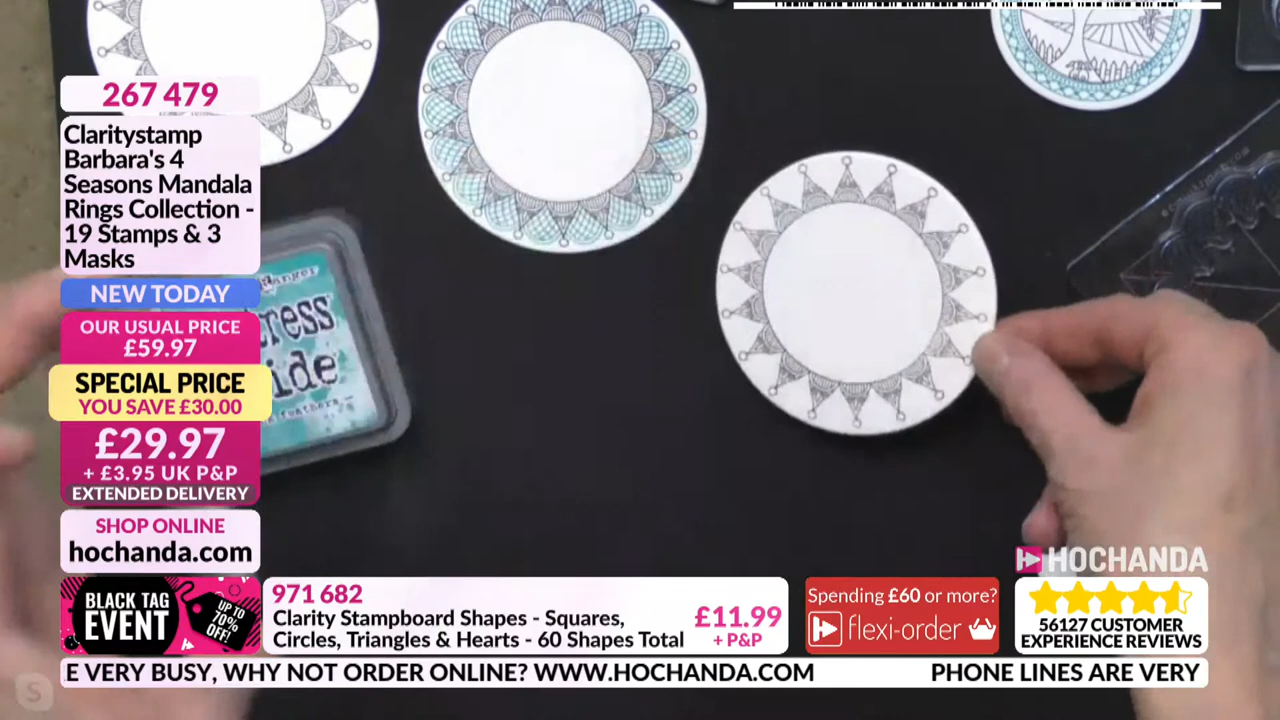 267 479
Claritystamp
Barbara's 4
Seasons Mandala
Rings Collection -
19 Stamps & 3
Masks
NEW TODAY
OUR USUAL PRICE
£59.97
SPECIAL PRICE
YOU SAVE £30.00
£29.97
+ £3.95 UK P&P
EXTENDED DELIVERY
SHOP ONLINE
hochanda.com
BLACK TAG
EVENT
UP TO
70%
OFF!
971 682
Clarity Stampboard Shapes - Squares,
Circles, Triangles & Hearts - 60 Shapes Total
£11.99
+ P&P
Spending £60 or more?
flexi-order
HOCHANDA
56127 CUSTOMER
EXPERIENCE REVIEWS
E VERY BUSY, WHY NOT ORDER ONLINE? WWW.HOCHANDA.COM
PHONE LINES ARE VERY
ress
ide
S